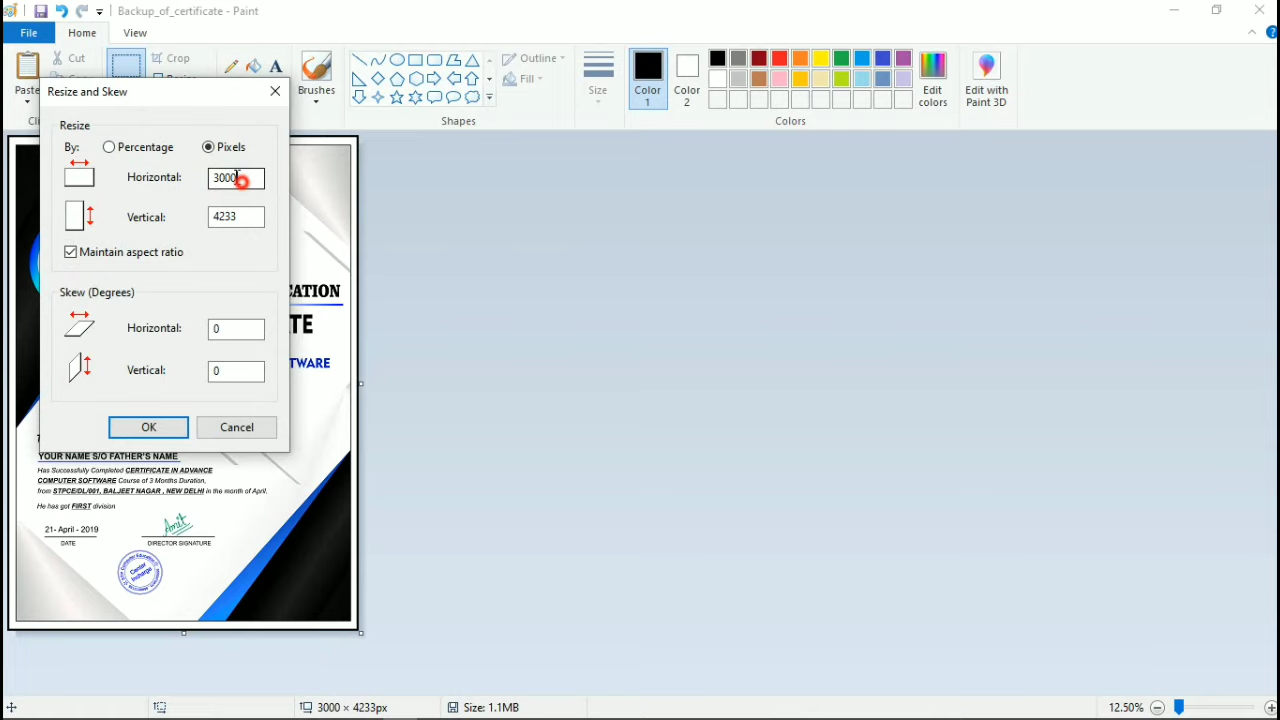 Backup_of_certificate - Paint
File Home View
Cut
Crop
Paste
Brushes
Outline
Fill
Size
Color 1
Color 2
Edit colors
Edit with Paint 3D
Shapes
Colors
Resize and Skew
Resize
By: Percentage Pixels
Horizontal: 3000
Vertical: 4233
Maintain aspect ratio
Skew (Degrees)
Horizontal: 0
Vertical: 0
OK Cancel
CATION
TE
TWARE
YOUR NAME S/O FATHER'S NAME
Has Successfully Completed CERTIFICATE IN ADVANCE
COMPUTER SOFTWARE Course of 3 Months Duration,
from STPCE/DL/001, BALJEET NAGAR , NEW DELHI in the month of April.
He has got FIRST division
21- April - 2019
Amit
DATE
DIRECTOR SIGNATURE
Center
Incharge
3000 × 4233px
Size: 1.1MB
12.50%